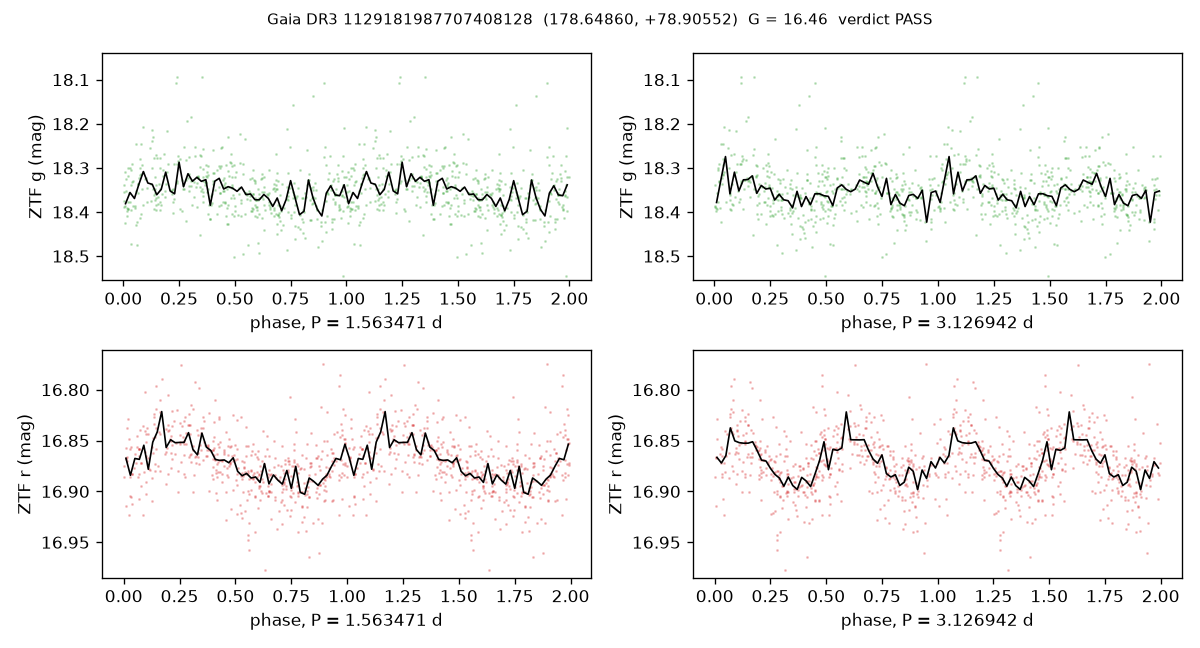 Gaia DR3 1129181987707408128 (178.64860, +78.90552) G = 16.46 verdict PASS
ZTF g (mag)
18.1
18.2
18.3
18.4
18.5
0.00 0.25 0.50 0.75 1.00 1.25 1.50 1.75 2.00
phase, P = 1.563471 d
ZTF g (mag)
18.1
18.2
18.3
18.4
18.5
0.00 0.25 0.50 0.75 1.00 1.25 1.50 1.75 2.00
phase, P = 3.126942 d
ZTF r (mag)
16.80
16.85
16.90
16.95
0.00 0.25 0.50 0.75 1.00 1.25 1.50 1.75 2.00
phase, P = 1.563471 d
ZTF r (mag)
16.80
16.85
16.90
16.95
0.00 0.25 0.50 0.75 1.00 1.25 1.50 1.75 2.00
phase, P = 3.126942 d